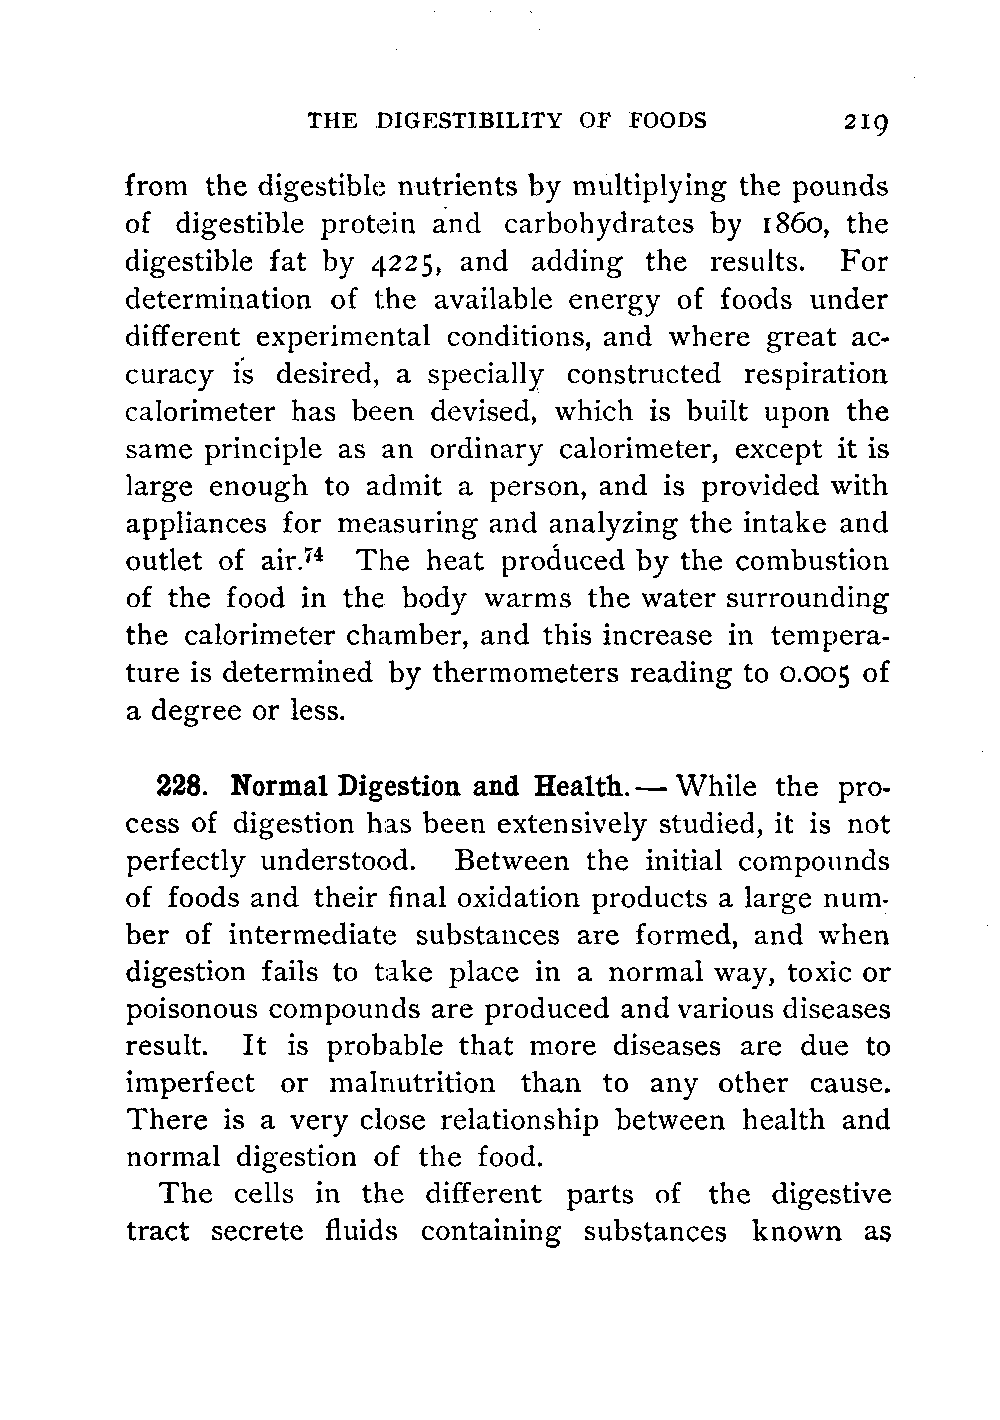 THE DIGESTIBILITY OF FOODS 219
from the digestible nutrients by multiplying the pounds
of digestible protein and carbohydrates by 1860, the
digestible fat by 4225, and adding the results. For
determination of the available energy of foods under
different experimental conditions, and where great ac-
curacy is desired, a specially constructed respiration
calorimeter has been devised, which is built upon the
same principle as an ordinary calorimeter, except it is
large enough to admit a person, and is provided with
appliances for measuring and analyzing the intake and
outlet of air.⁷⁴ The heat produced by the combustion
of the food in the body warms the water surrounding
the calorimeter chamber, and this increase in tempera-
ture is determined by thermometers reading to 0.005 of
a degree or less.
228. Normal Digestion and Health.— While the pro-
cess of digestion has been extensively studied, it is not
perfectly understood. Between the initial compounds
of foods and their final oxidation products a large num-
ber of intermediate substances are formed, and when
digestion fails to take place in a normal way, toxic or
poisonous compounds are produced and various diseases
result. It is probable that more diseases are due to
imperfect or malnutrition than to any other cause.
There is a very close relationship between health and
normal digestion of the food.
The cells in the different parts of the digestive
tract secrete fluids containing substances known as